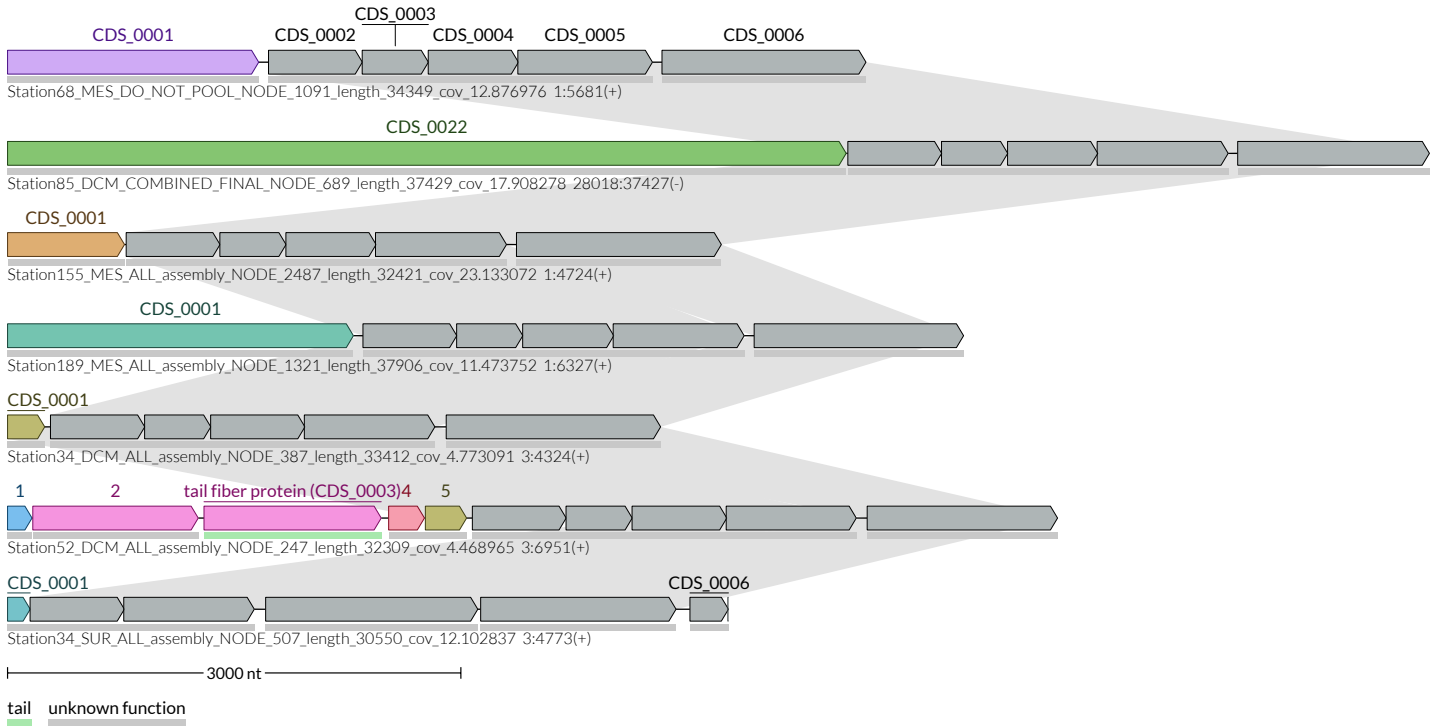 CDS_0003
CDS_0001 CDS_0002 CDS_0004 CDS_0005 CDS_0006
Station68_MES_DO_NOT_POOL_NODE_1091_length_34349_cov_12.876976 1:5681(+)
CDS_0022
Station85_DCM_COMBINED_FINAL_NODE_689_length_37429_cov_17.908278 28018:37427(-)
CDS_0001
Station155_MES_ALL_assembly_NODE_2487_length_32421_cov_23.133072 1:4724(+)
CDS_0001
Station189_MES_ALL_assembly_NODE_1321_length_37906_cov_11.473752 1:6327(+)
CDS_0001
Station34_DCM_ALL_assembly_NODE_387_length_33412_cov_4.773091 3:4324(+)
1 2 tail fiber protein (CDS_0003) 4 5
Station52_DCM_ALL_assembly_NODE_247_length_32309_cov_4.468965 3:6951(+)
CDS_0001 CDS_0006
Station34_SUR_ALL_assembly_NODE_507_length_30550_cov_12.102837 3:4773(+)
3000 nt
tail unknown function